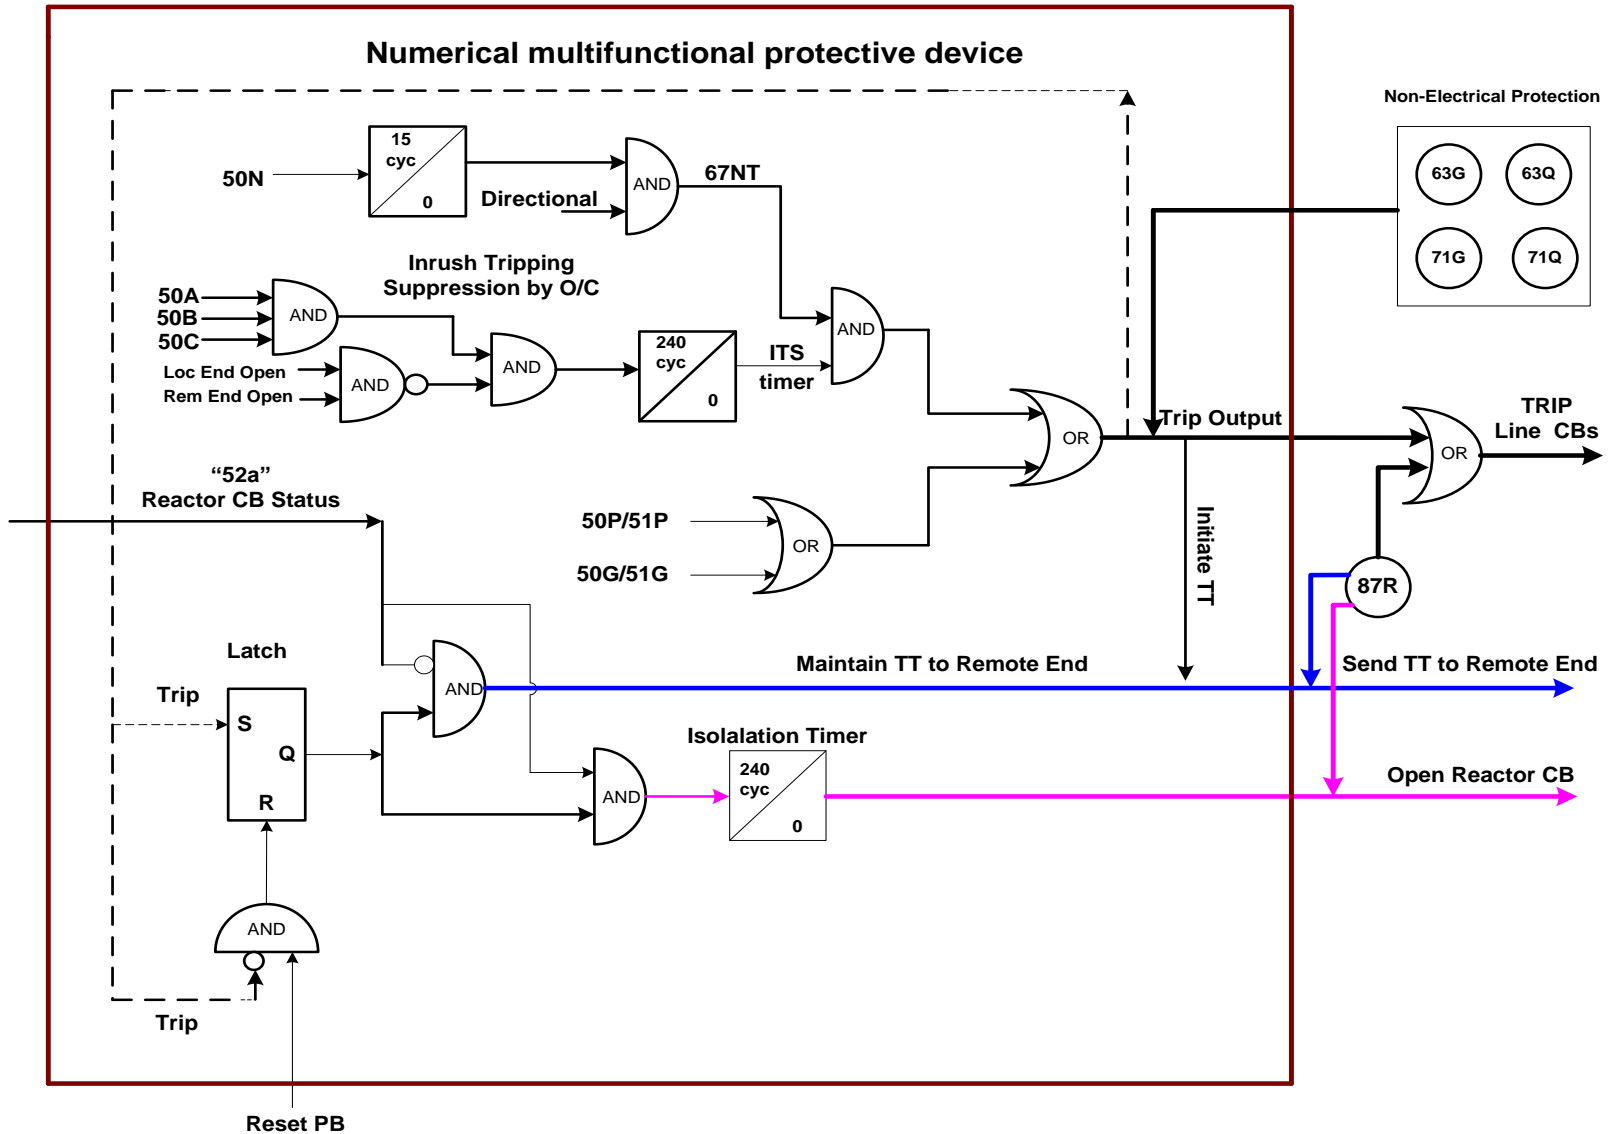 Numerical multifunctional protective device
Non-Electrical Protection
63G
63Q
71G
71Q
15
cyc
0
50N
AND
67NT
Directional
Inrush Tripping
Suppression by O/C
50A
50B
50C
AND
AND
Loc End Open
Rem End Open
AND
AND
240
cyc
0
ITS
timer
OR
Trip Output
TRIP
Line CBs
OR
“52a”
Reactor CB Status
50P/51P
50G/51G
OR
Initiate TT
87R
Latch
Maintain TT to Remote End
Send TT to Remote End
AND
Trip
S
Q
R
Isolalation Timer
240
cyc
0
AND
Open Reactor CB
AND
Trip
Reset PB